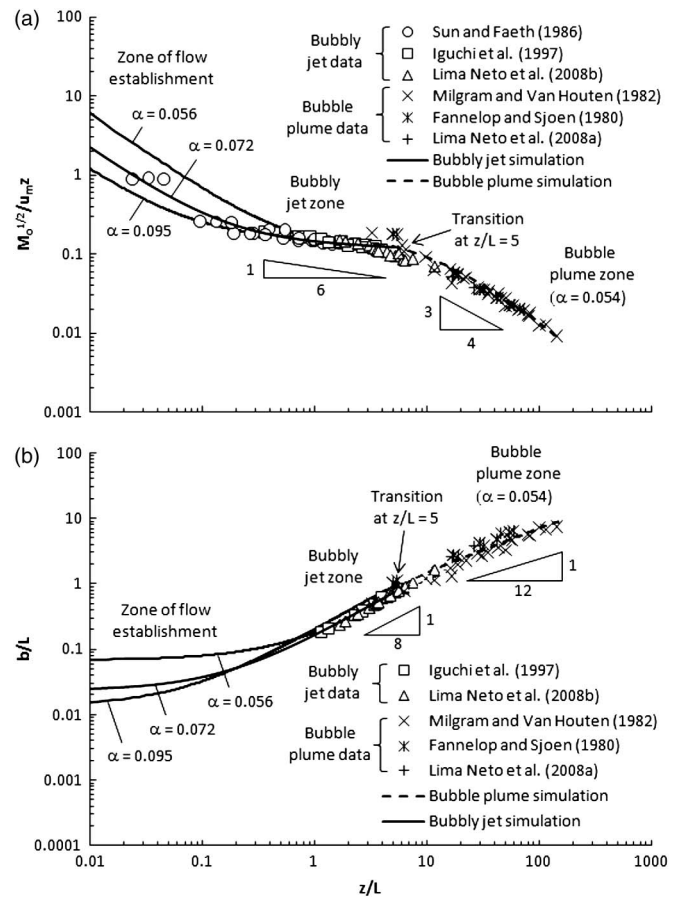 (a)
Bubbly
jet data
Sun and Faeth (1986)
Iguchi et al. (1997)
Lima Neto et al. (2008b)
Bubble
plume data
Milgram and Van Houten (1982)
Fannelop and Sjoen (1980)
Lima Neto et al. (2008a)
Bubbly jet simulation
Bubble plume simulation
Zone of flow
establishment
α = 0.056
α = 0.072
α = 0.095
Bubbly
jet zone
Transition
at z/L = 5
Bubble
plume zone
(α = 0.054)
1
6
3
4
100
10
1
0.1
0.01
0.001
M₀^1/2/uₘz
(b)
Bubble
plume zone
(α = 0.054)
Transition
at z/L = 5
Bubbly
jet zone
Zone of flow
establishment
1
12
1
8
α = 0.056
α = 0.072
α = 0.095
Bubbly
jet data
Iguchi et al. (1997)
Lima Neto et al. (2008b)
Bubble
plume data
Milgram and Van Houten (1982)
Fannelop and Sjoen (1980)
Lima Neto et al. (2008a)
Bubble plume simulation
Bubbly jet simulation
100
10
1
0.1
0.01
0.001
0.0001
b/L
0.01 0.1 1 10 100 1000
z/L